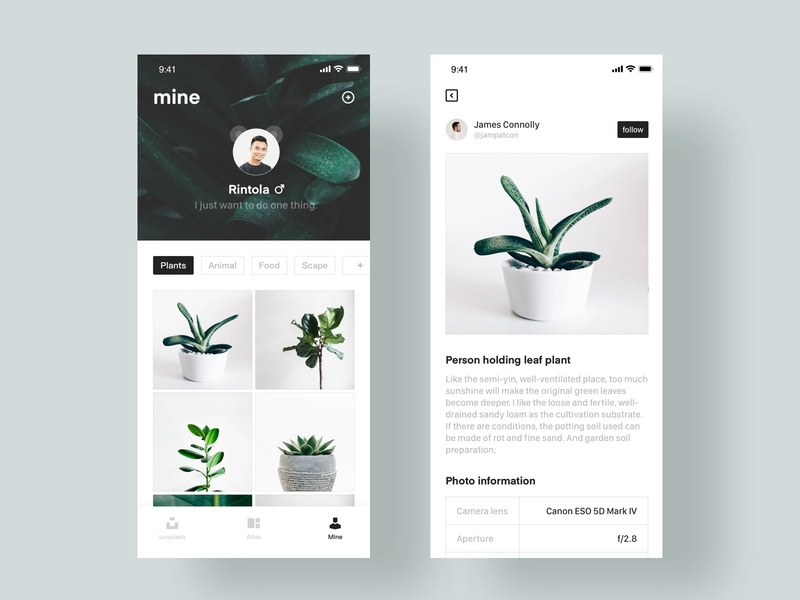 9:41
mine
Rintola
I just want to do one thing.
Plants
Animal
Food
Scape
+
unsplash
Atlas
Mine
9:41
James Connolly
@jampatcon
follow
Person holding leaf plant
Like the semi-yin, well-ventilated place, too much
sunshine will make the original green leaves
become deeper. I like the loose and fertile, well-
drained sandy loam as the cultivation substrate.
If there are conditions, the potting soil used can
be made of rot and fine sand. And garden soil
preparation;
Photo information
Camera lens Canon ESO 5D Mark IV
Aperture f/2.8